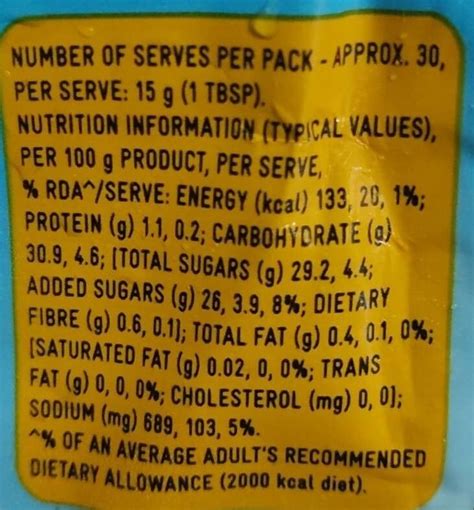 NUMBER OF SERVES PER PACK - APPROX. 30,
PER SERVE: 15 g (1 TBSP).
NUTRITION INFORMATION (TYPICAL VALUES),
PER 100 g PRODUCT, PER SERVE,
% RDA^/SERVE: ENERGY (kcal) 133, 20, 1%;
PROTEIN (g) 1.1, 0.2; CARBOHYDRATE (g)
30.9, 4.6; [TOTAL SUGARS (g) 29.2, 4.4;
ADDED SUGARS (g) 26, 3.9, 8%; DIETARY
FIBRE (g) 0.6, 0.1]; TOTAL FAT (g) 0.4, 0.1, 0%;
[SATURATED FAT (g) 0.02, 0, 0%; TRANS
FAT (g) 0, 0, 0%; CHOLESTEROL (mg) 0, 0];
SODIUM (mg) 689, 103, 5%.
^% OF AN AVERAGE ADULT'S RECOMMENDED
DIETARY ALLOWANCE (2000 kcal diet).